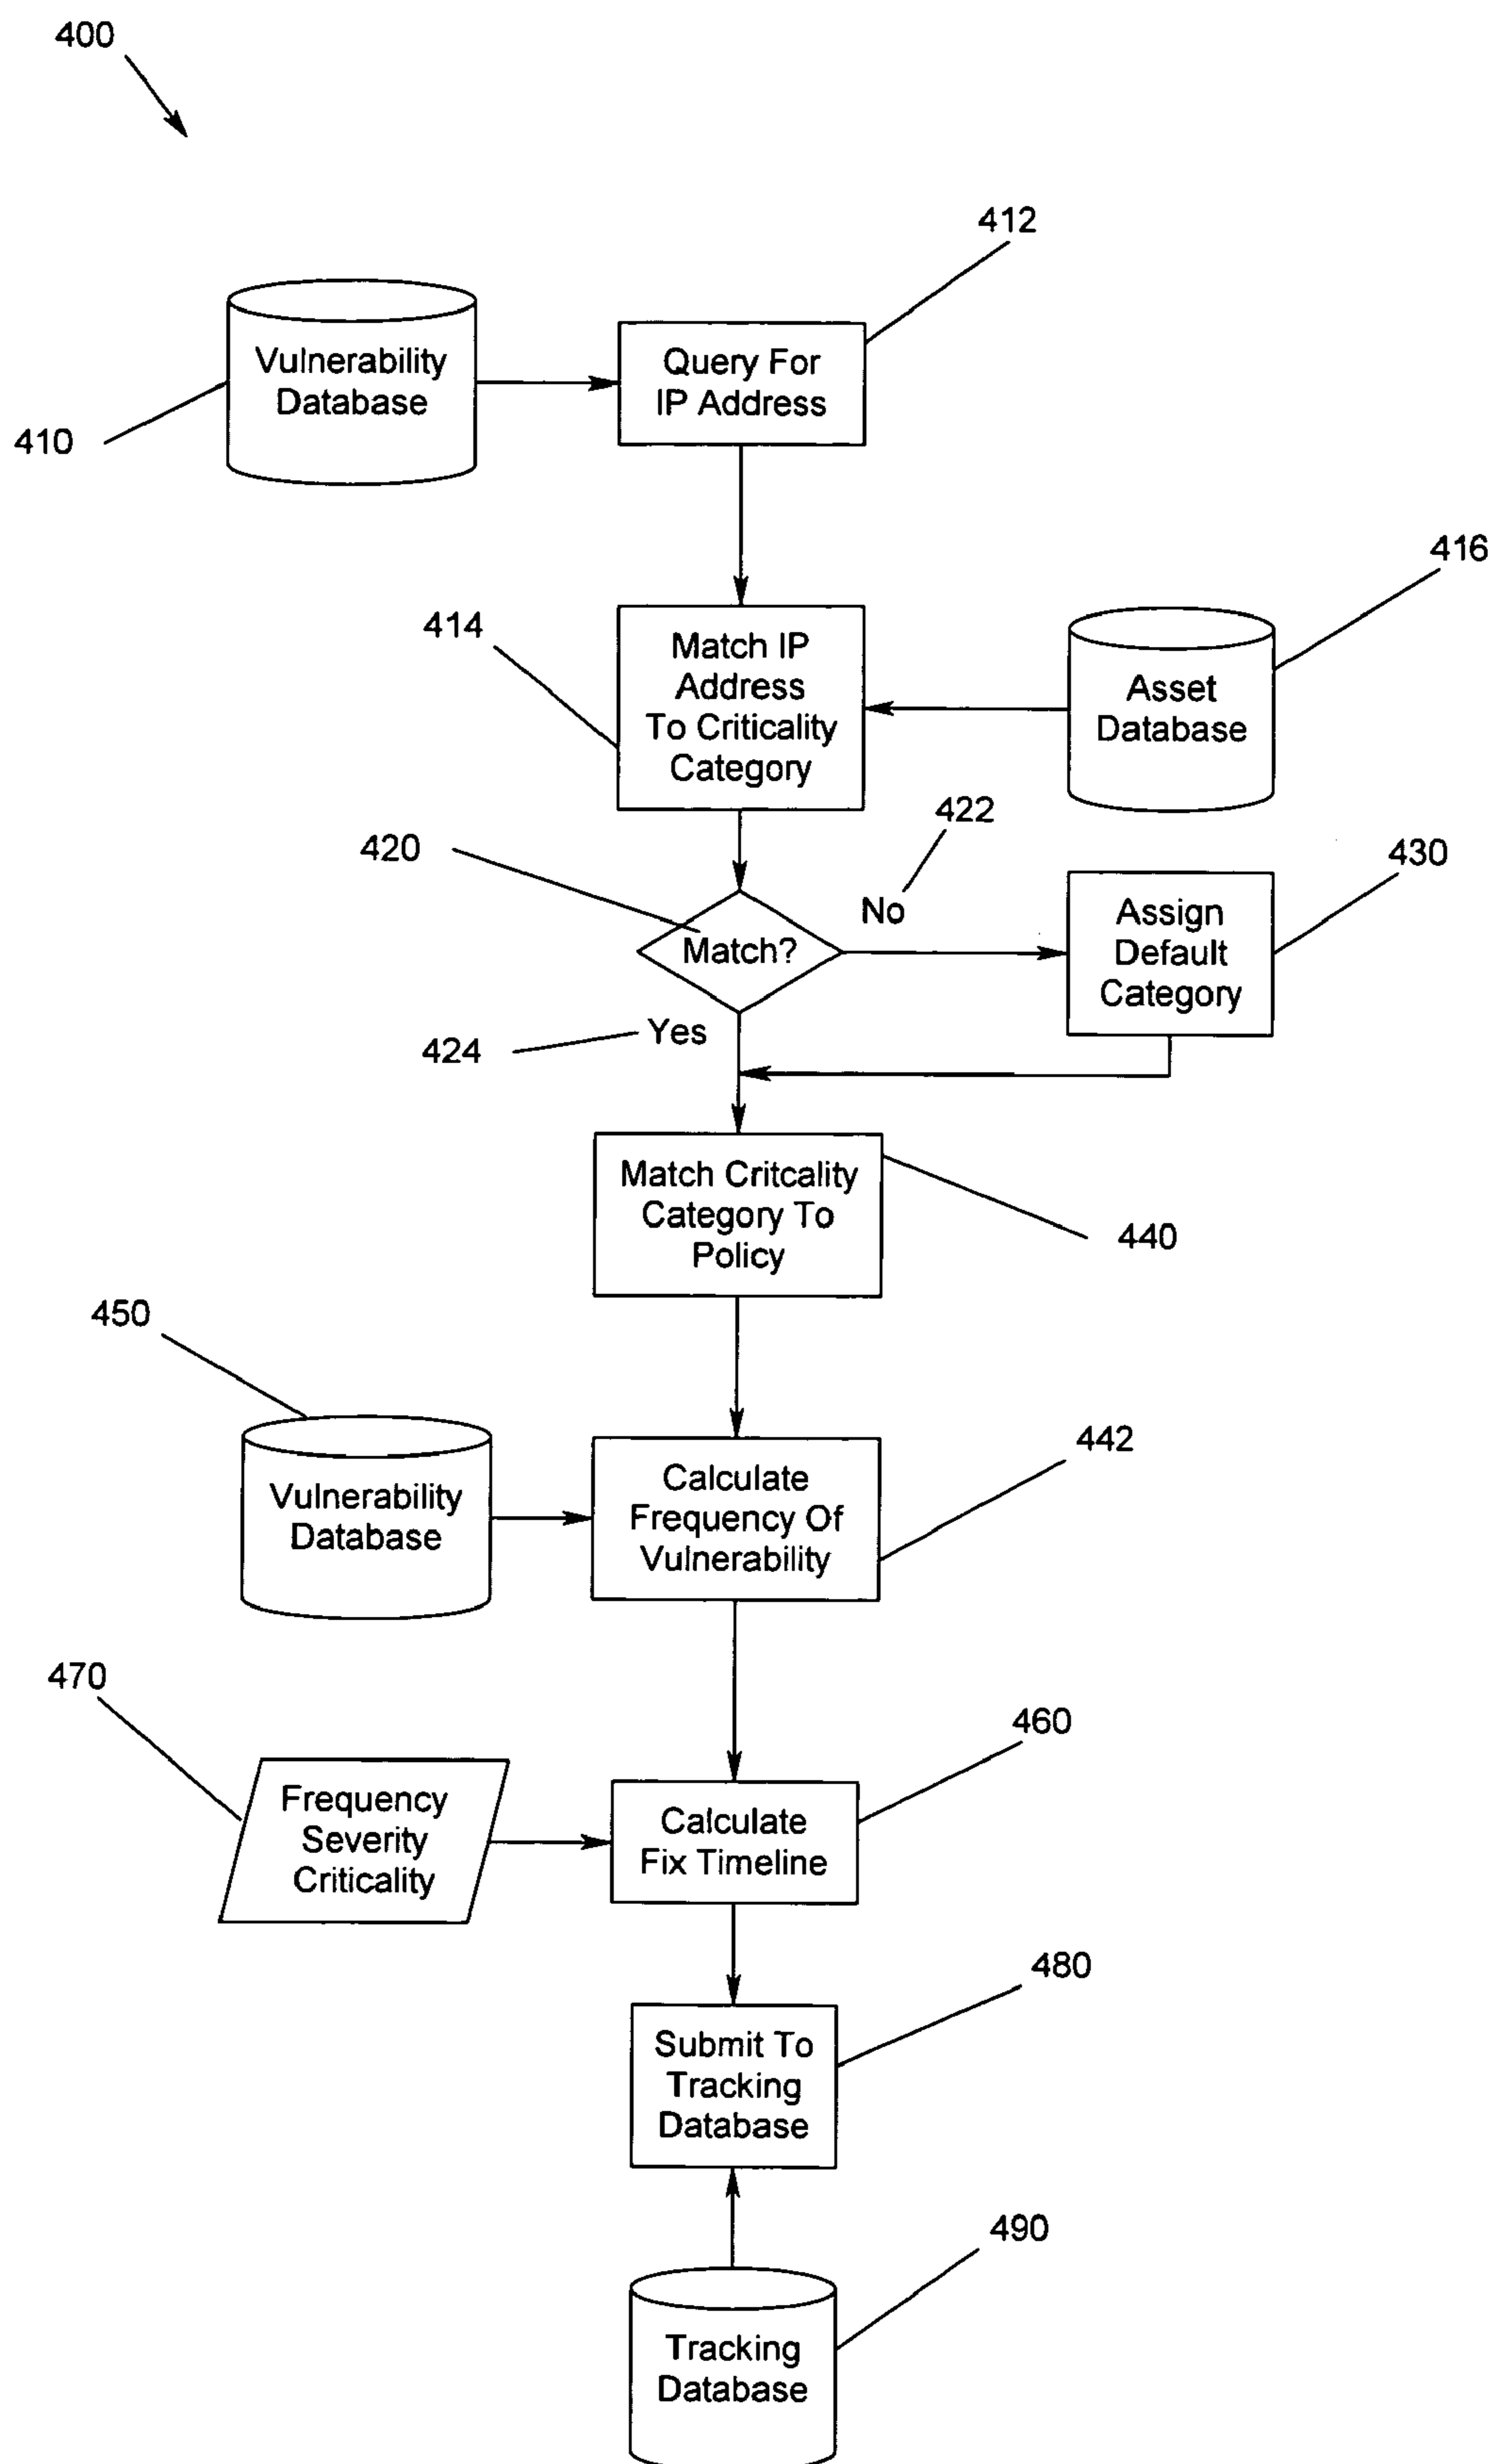 400
412
Vulnerability
Database
410
Query For
IP Address
416
414
Match IP
Address
To Criticality
Category
Asset
Database
422
420
430
No
Match?
Assign
Default
Category
Yes
424
Match Critcality
Category To
Policy
440
450
442
Vulnerability
Database
Calculate
Frequency Of
Vulnerability
470
460
Frequency
Severity
Criticality
Calculate
Fix Timeline
480
Submit To
Tracking
Database
490
Tracking
Database